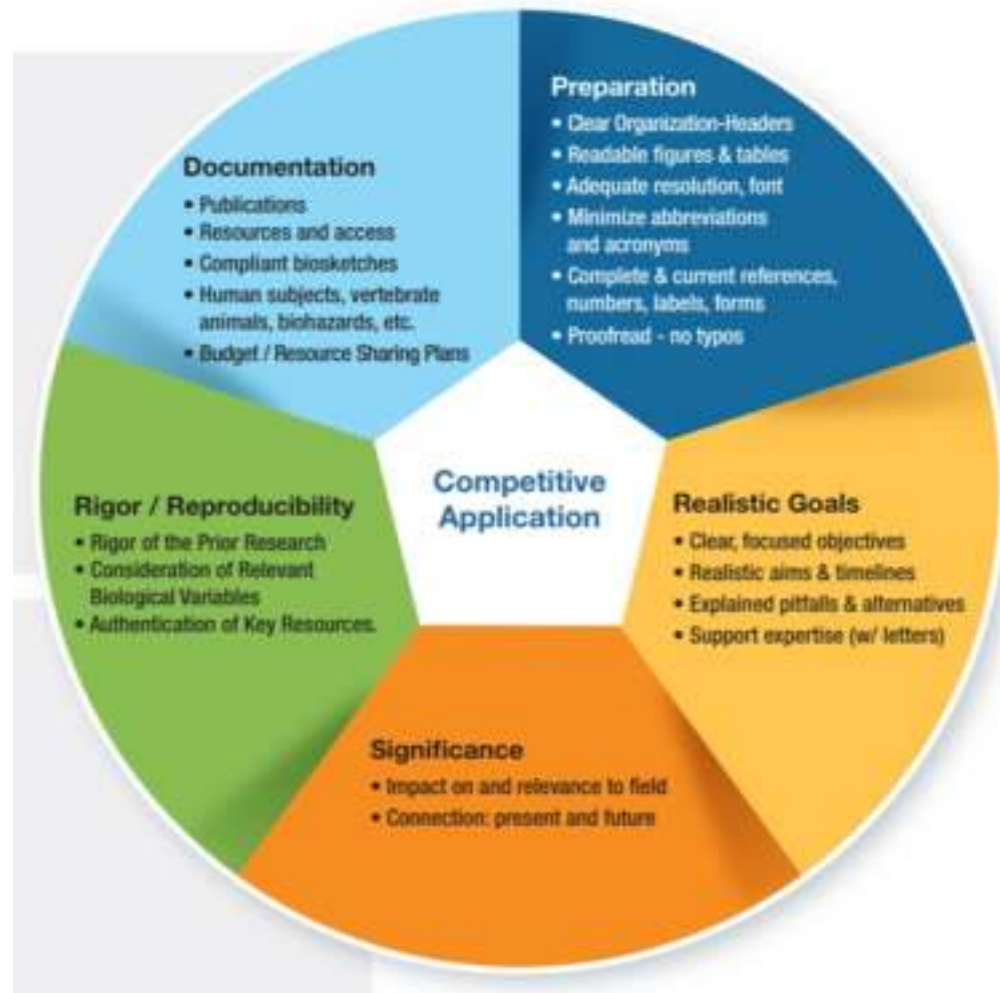 Preparation
• Clear Organization-Headers
• Readable figures & tables
• Adequate resolution, font
• Minimize abbreviations
and acronyms
• Complete & current references,
numbers, labels, forms
• Proofread - no typos
Realistic Goals
• Clear, focused objectives
• Realistic aims & timelines
• Explained pitfalls & alternatives
• Support expertise (w/ letters)
Significance
• Impact on and relevance to field
• Connection: present and future
Rigor / Reproducibility
• Rigor of the Prior Research
• Consideration of Relevant
Biological Variables
• Authentication of Key Resources.
Documentation
• Publications
• Resources and access
• Compliant biosketches
• Human subjects, vertebrate
animals, biohazards, etc.
• Budget / Resource Sharing Plans
Competitive
Application